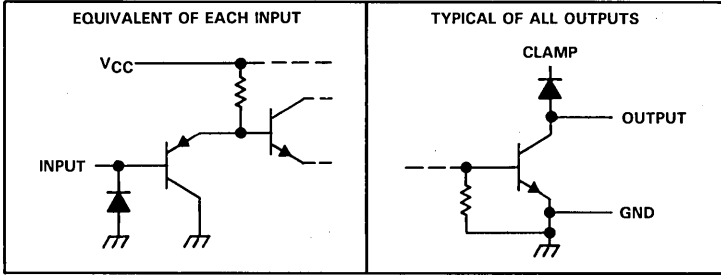 EQUIVALENT OF EACH INPUT
VCC
INPUT
TYPICAL OF ALL OUTPUTS
CLAMP
OUTPUT
GND